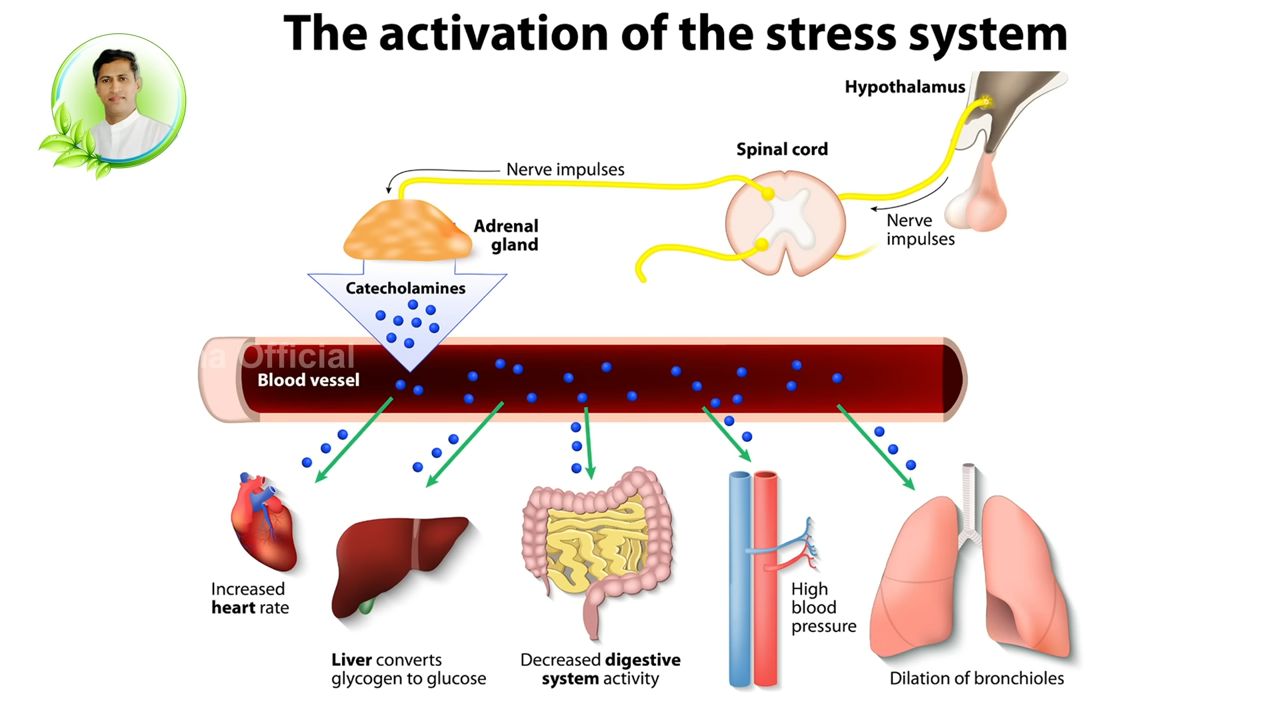 The activation of the stress system
Hypothalamus
Spinal cord
Nerve impulses
Nerve
impulses
Adrenal
gland
Catecholamines
Official
Blood vessel
Increased
heart rate
Liver converts
glycogen to glucose
Decreased digestive
system activity
High
blood
pressure
Dilation of bronchioles